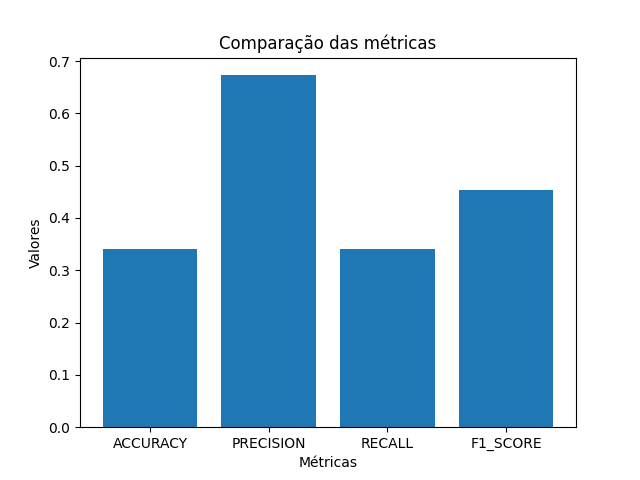 Comparação das métricas
Valores
0.7
0.6
0.5
0.4
0.3
0.2
0.1
0.0
ACCURACY PRECISION RECALL F1_SCORE
Métricas